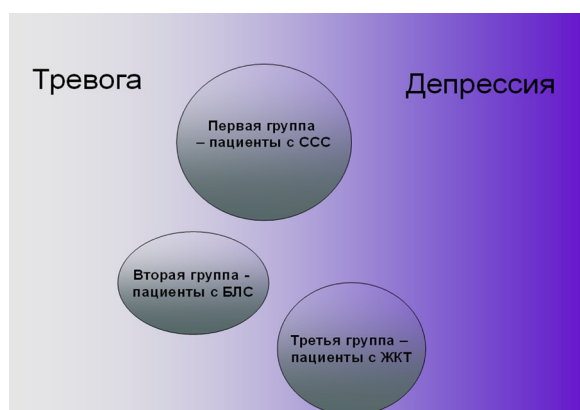 Тревога
Депрессия
Первая группа
– пациенты с ССС
Вторая группа -
пациенты с БЛС
Третья группа –
пациенты с ЖКТ